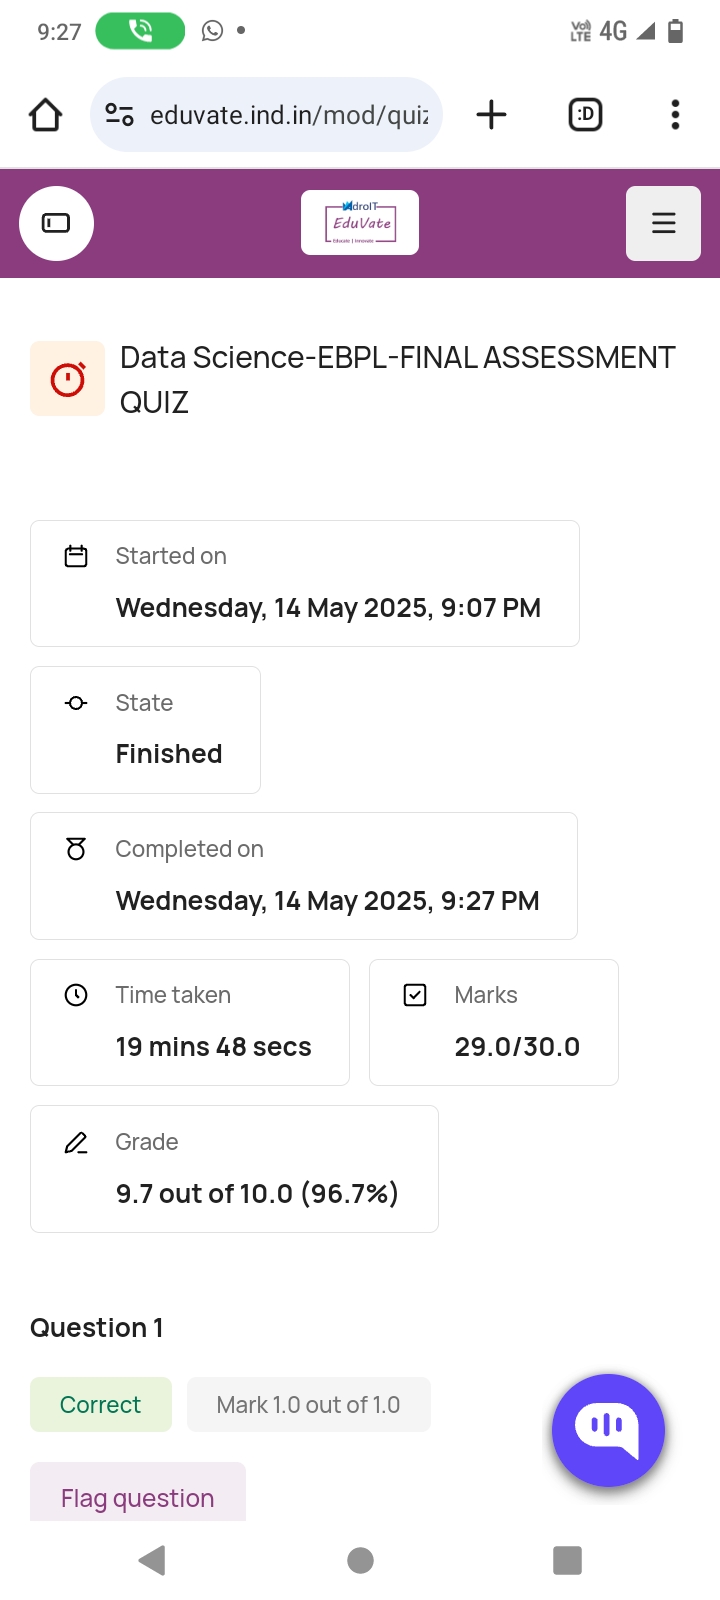 9:27
VoI) LTE 4G
eduvate.ind.in/mod/quiz
:D
AdroIT
EduVate
Educate | Innovate
Data Science-EBPL-FINAL ASSESSMENT
QUIZ
Started on
Wednesday, 14 May 2025, 9:07 PM
State
Finished
Completed on
Wednesday, 14 May 2025, 9:27 PM
Time taken
19 mins 48 secs
Marks
29.0/30.0
Grade
9.7 out of 10.0 (96.7%)
Question 1
Correct
Mark 1.0 out of 1.0
Flag question